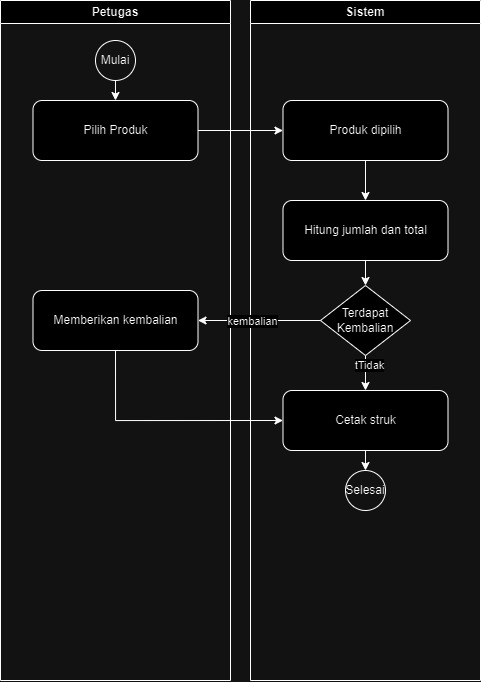 Petugas
Sistem
Mulai
Pilih Produk
Produk dipilih
Hitung jumlah dan total
Terdapat
Kembalian
kembalian
Memberikan kembalian
tTidak
Cetak struk
Selesai